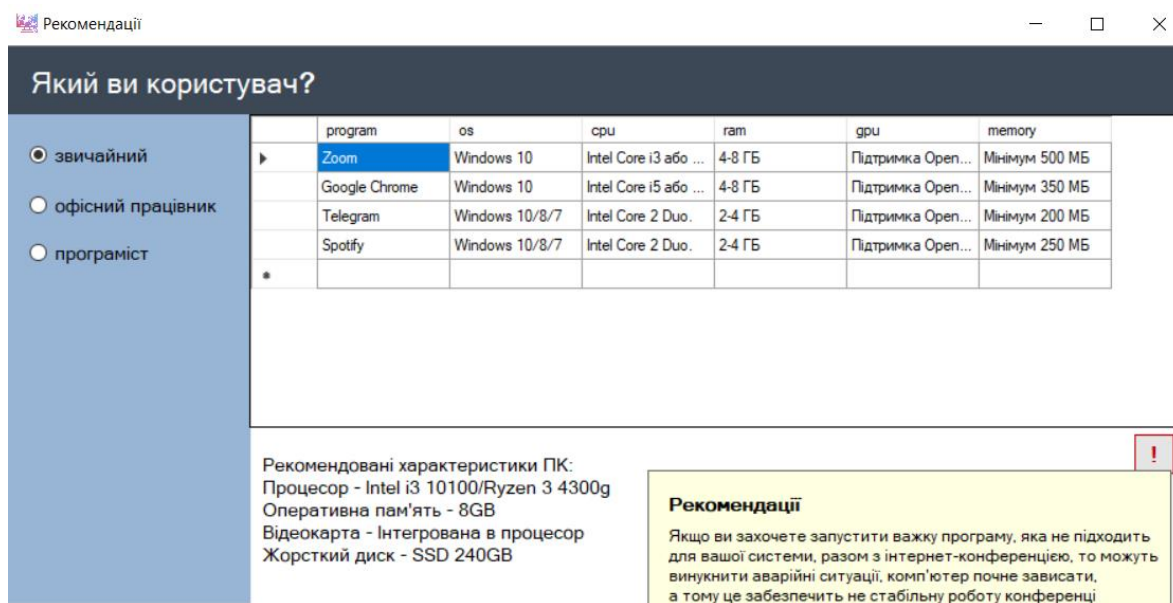 Рекомендації
Який ви користувач?
звичайний
офісний працівник
програміст
program os cpu ram gpu memory
Zoom Windows 10 Intel Core i3 або ... 4-8 ГБ Підтримка Open... Мінімум 500 МБ
Google Chrome Windows 10 Intel Core i5 або ... 4-8 ГБ Підтримка Open... Мінімум 350 МБ
Telegram Windows 10/8/7 Intel Core 2 Duo. 2-4 ГБ Підтримка Open... Мінімум 200 МБ
Spotify Windows 10/8/7 Intel Core 2 Duo. 2-4 ГБ Підтримка Open... Мінімум 250 МБ
!
Рекомендовані характеристики ПК:
Процесор - Intel i3 10100/Ryzen 3 4300g
Оперативна пам'ять - 8GB
Відеокарта - Інтегрована в процесор
Жорсткий диск - SSD 240GB
Рекомендації
Якщо ви захочете запустити важку програму, яка не підходить
для вашої системи, разом з інтернет-конференцією, то можуть
винукнити аварійні ситуації, комп'ютер почне зависати,
а тому це забезпечить не стабільну роботу конференці